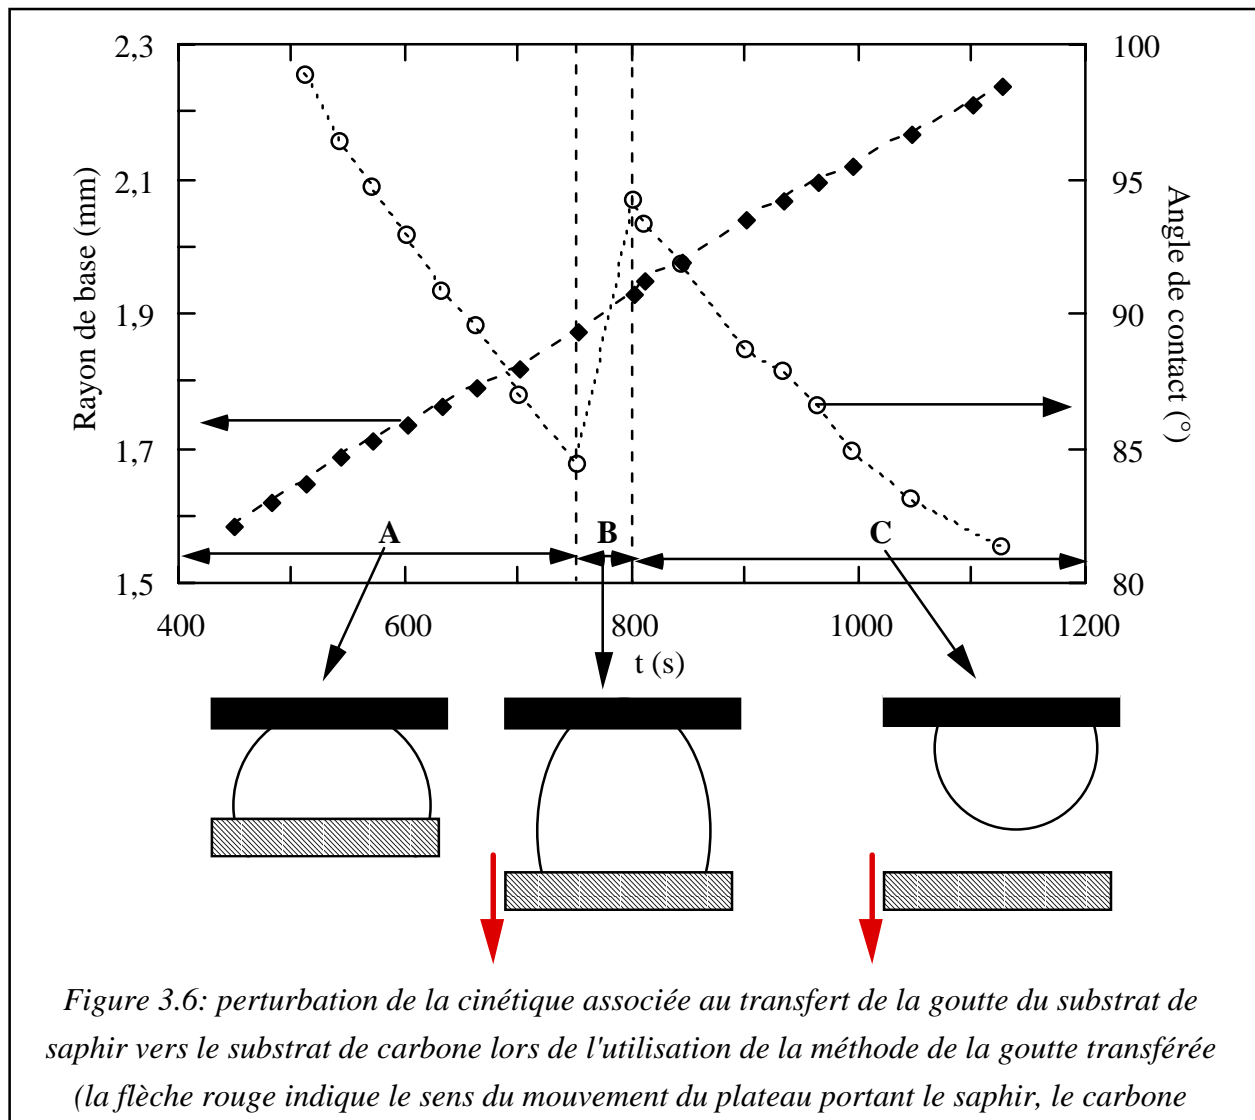 2,3
2,1
1,9
1,7
1,5
Rayon de base (mm)
100
95
90
85
80
Angle de contact (°)
A
B
C
400
600
800
1000
1200
t (s)
Figure 3.6: perturbation de la cinétique associée au transfert de la goutte du substrat de
saphir vers le substrat de carbone lors de l'utilisation de la méthode de la goutte transférée
(la flèche rouge indique le sens du mouvement du plateau portant le saphir, le carbone